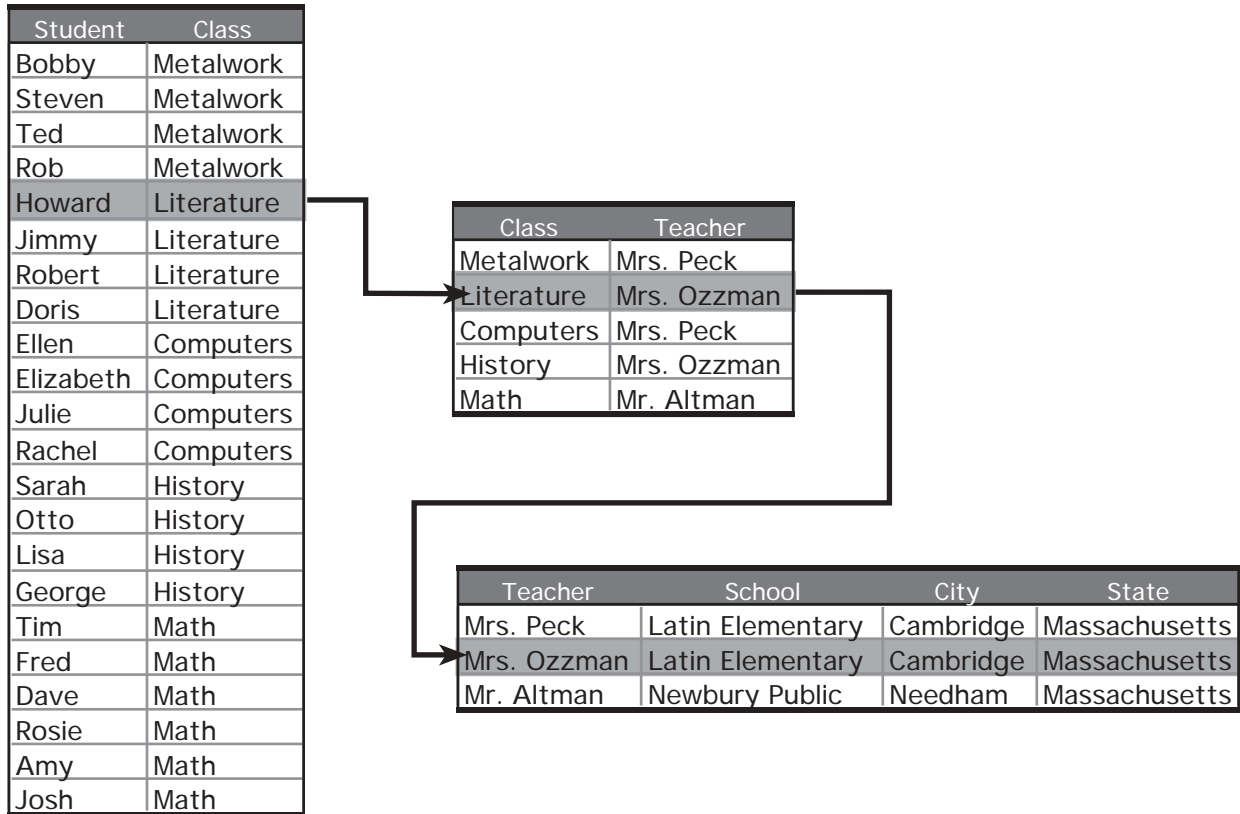 Student Class
Bobby Metalwork
Steven Metalwork
Ted Metalwork
Rob Metalwork
Howard Literature
Jimmy Literature
Robert Literature
Doris Literature
Ellen Computers
Elizabeth Computers
Julie Computers
Rachel Computers
Sarah History
Otto History
Lisa History
George History
Tim Math
Fred Math
Dave Math
Rosie Math
Amy Math
Josh Math
Class Teacher
Metalwork Mrs. Peck
Literature Mrs. Ozzman
Computers Mrs. Peck
History Mrs. Ozzman
Math Mr. Altman
Teacher School City State
Mrs. Peck Latin Elementary Cambridge Massachusetts
Mrs. Ozzman Latin Elementary Cambridge Massachusetts
Mr. Altman Newbury Public Needham Massachusetts